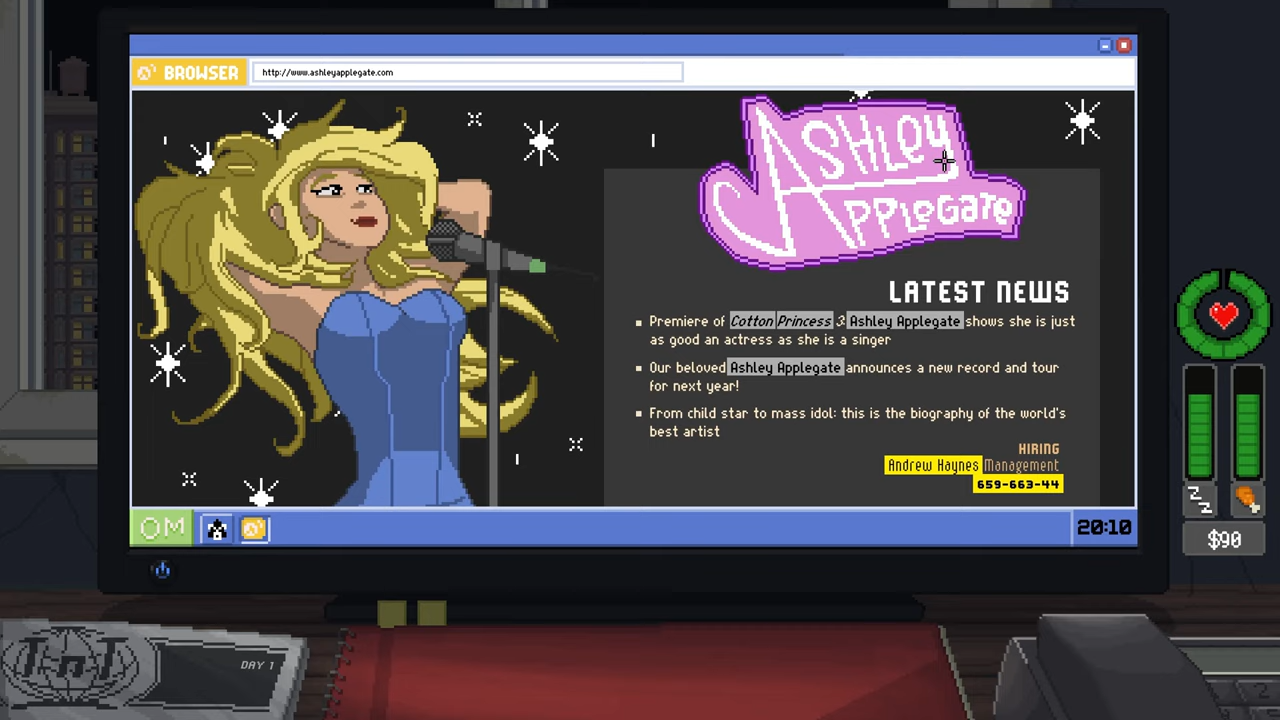 BROWSER
http://www.ashleyapplegate.com
ASHLEY
APPLEGATE
LATEST NEWS
Premiere of Cotton Princess 3: Ashley Applegate shows she is just
as good an actress as she is a singer
Our beloved Ashley Applegate announces a new record and tour
for next year!
From child star to mass idol: this is the biography of the world's
best artist
HIRING
Andrew Haynes Management
659-663-44
OM
20:10
$90
TnT
DAY 1
2